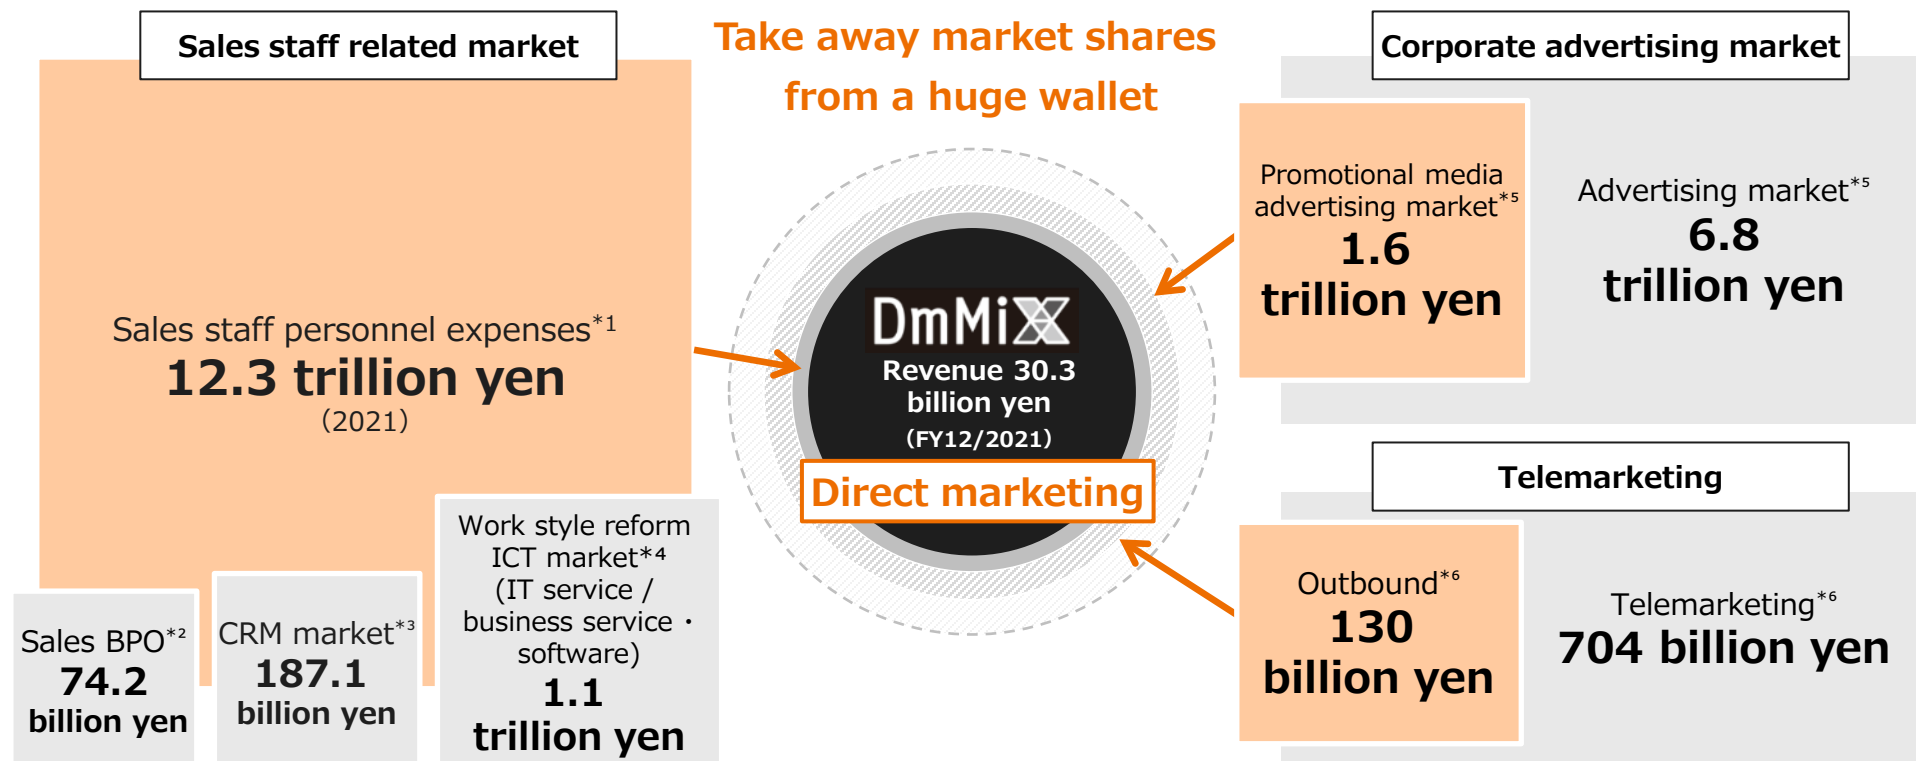 Sales staff related market
Take away market shares
from a huge wallet
Corporate advertising market
Sales staff personnel expenses*1
12.3 trillion yen
（2021）
Sales BPO*2
74.2
billion yen
CRM market*3
187.1
billion yen
Work style reform
ICT market*4
(IT service /
business service・
software)
1.1
trillion yen
DmMiX
Revenue 30.3
billion yen
（FY12/2021）
Direct marketing
Promotional media
advertising market*5
1.6
trillion yen
Advertising market*5
6.8
trillion yen
Telemarketing
Outbound*6
130
billion yen
Telemarketing*6
704 billion yen